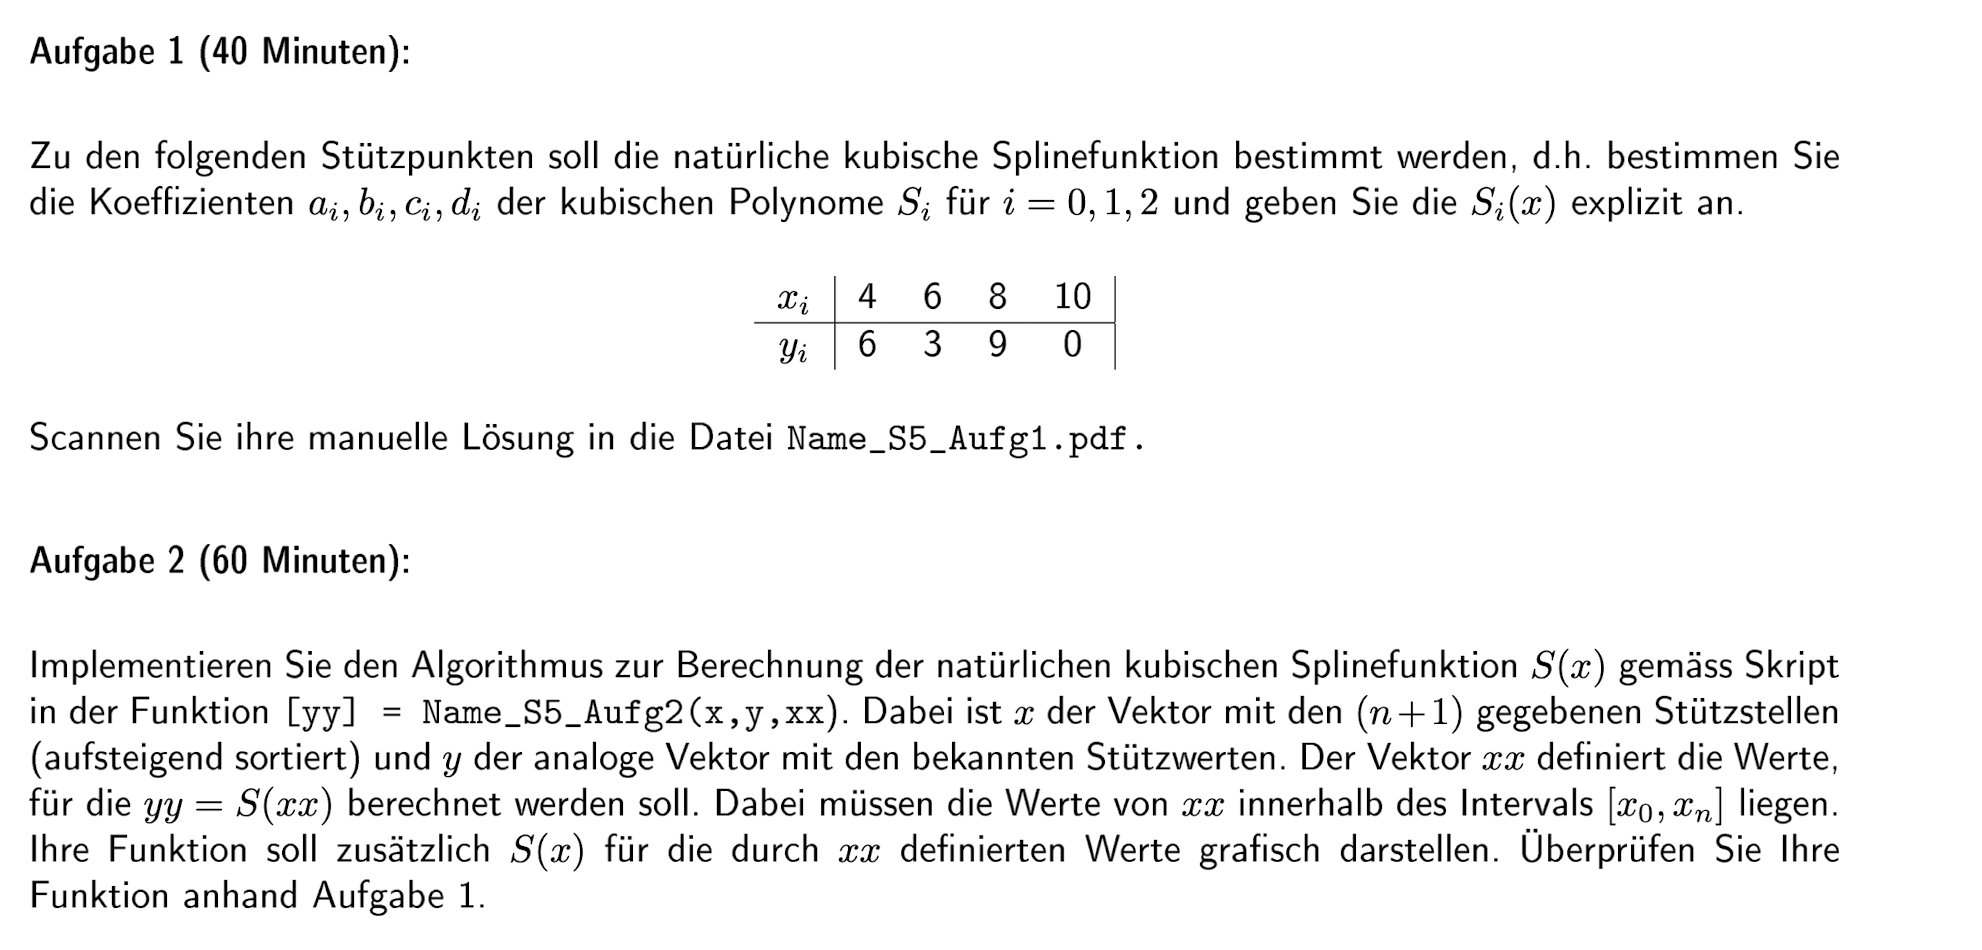 Aufgabe 1 (40 Minuten):
Zu den folgenden Stützpunkten soll die natürliche kubische Splinefunktion bestimmt werden, d.h. bestimmen Sie
die Koeffizienten a_i, b_i, c_i, d_i der kubischen Polynome S_i für i = 0, 1, 2 und geben Sie die S_i(x) explizit an.
x_i | 4 6 8 10 |
y_i | 6 3 9 0 |
Scannen Sie ihre manuelle Lösung in die Datei Name_S5_Aufg1.pdf.
Aufgabe 2 (60 Minuten):
Implementieren Sie den Algorithmus zur Berechnung der natürlichen kubischen Splinefunktion S(x) gemäss Skript
in der Funktion [yy] = Name_S5_Aufg2(x,y,xx). Dabei ist x der Vektor mit den (n+1) gegebenen Stützstellen
(aufsteigend sortiert) und y der analoge Vektor mit den bekannten Stützwerten. Der Vektor xx definiert die Werte,
für die yy = S(xx) berechnet werden soll. Dabei müssen die Werte von xx innerhalb des Intervals [x_0, x_n] liegen.
Ihre Funktion soll zusätzlich S(x) für die durch xx definierten Werte grafisch darstellen. Überprüfen Sie Ihre
Funktion anhand Aufgabe 1.